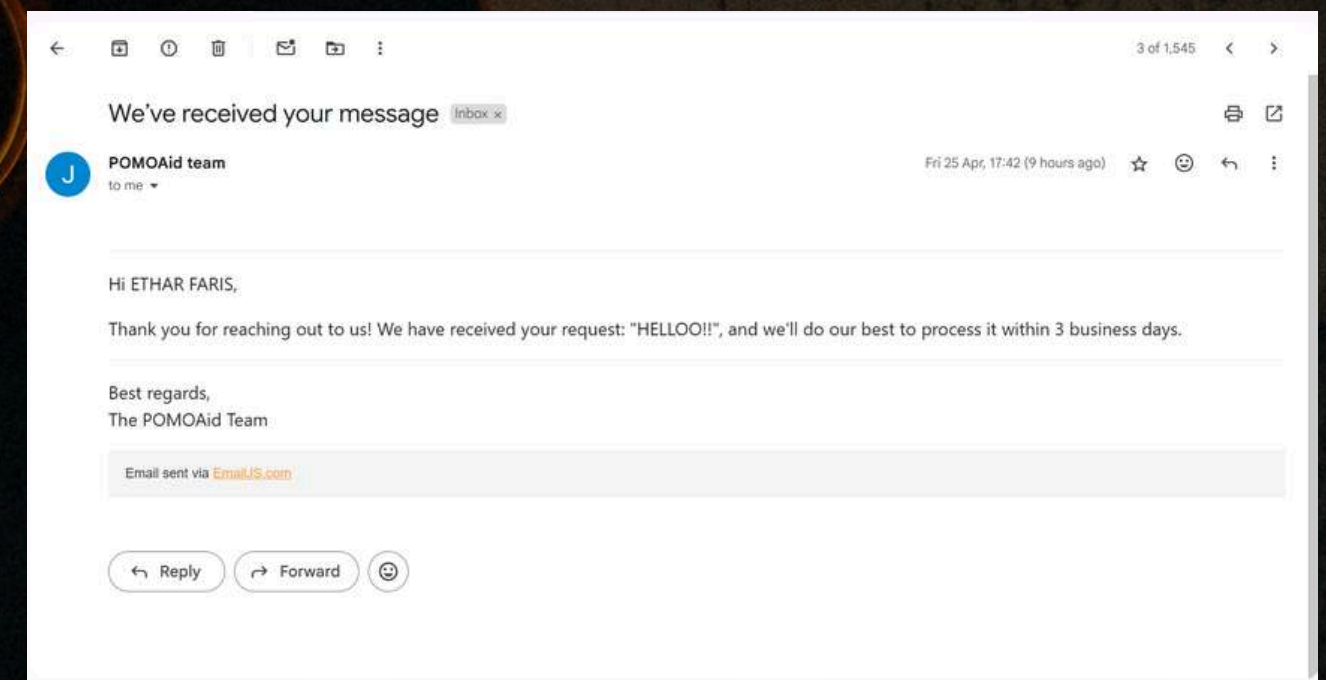 3 of 1,545
We've received your message Inbox x
POMOAid team
Fri 25 Apr, 17:42 (9 hours ago)
J
to me
Hi ETHAR FARIS,
Thank you for reaching out to us! We have received your request: "HELLOO!!", and we'll do our best to process it within 3 business days.
Best regards,
The POMOAid Team
Email sent via EmailJS.com
Reply Forward